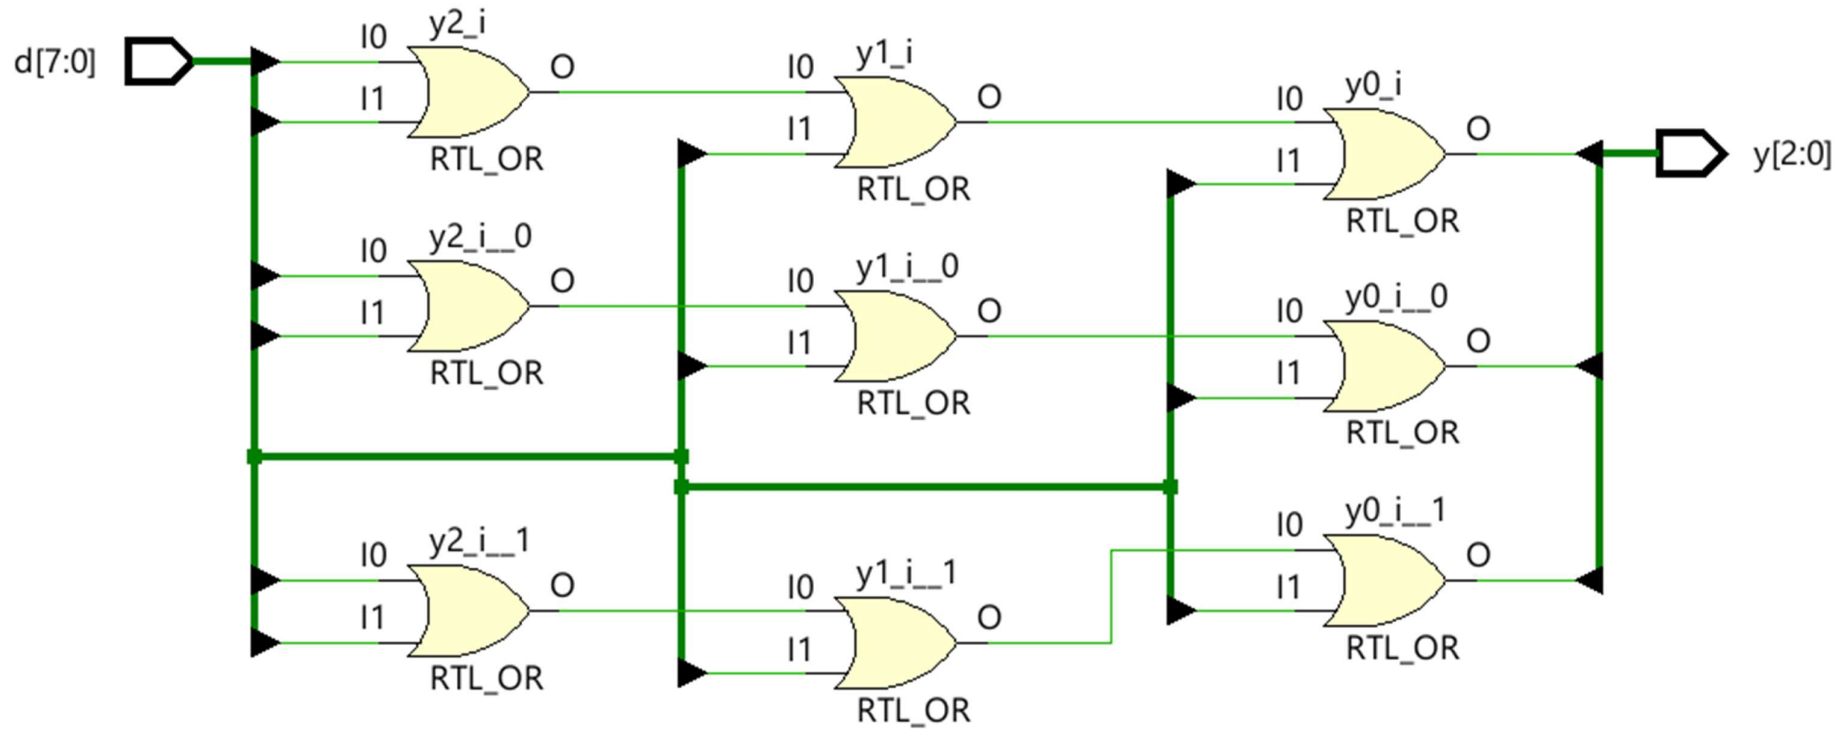 d[7:0]
I0
y2_i
I1
O
RTL_OR
I0
y1_i
I1
O
RTL_OR
I0
y0_i
I1
O
RTL_OR
y[2:0]
I0
y2_i__0
I1
O
RTL_OR
I0
y1_i__0
I1
O
RTL_OR
I0
y0_i__0
I1
O
RTL_OR
I0
y2_i__1
I1
O
RTL_OR
I0
y1_i__1
I1
O
RTL_OR
I0
y0_i__1
I1
O
RTL_OR